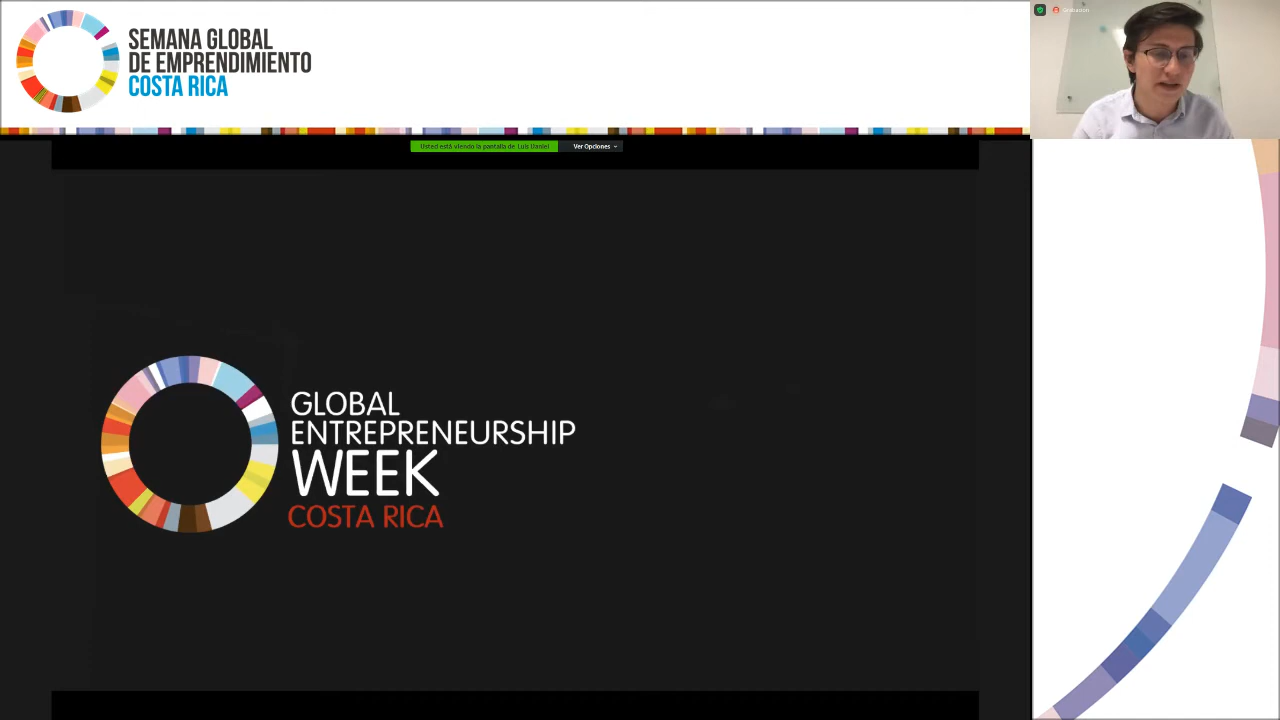 SEMANA GLOBAL
DE EMPRENDIMIENTO
COSTA RICA
Grabación
Usted está viendo la pantalla de Luis Daniel
Ver Opciones
GLOBAL
ENTREPRENEURSHIP
WEEK
COSTA RICA